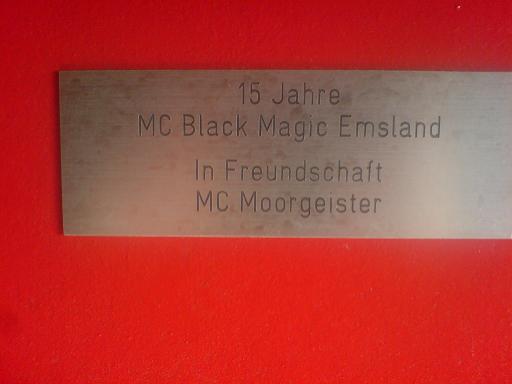 15 Jahre
MC Black Magic Emsland
In Freundschaft
MC Moorgeister